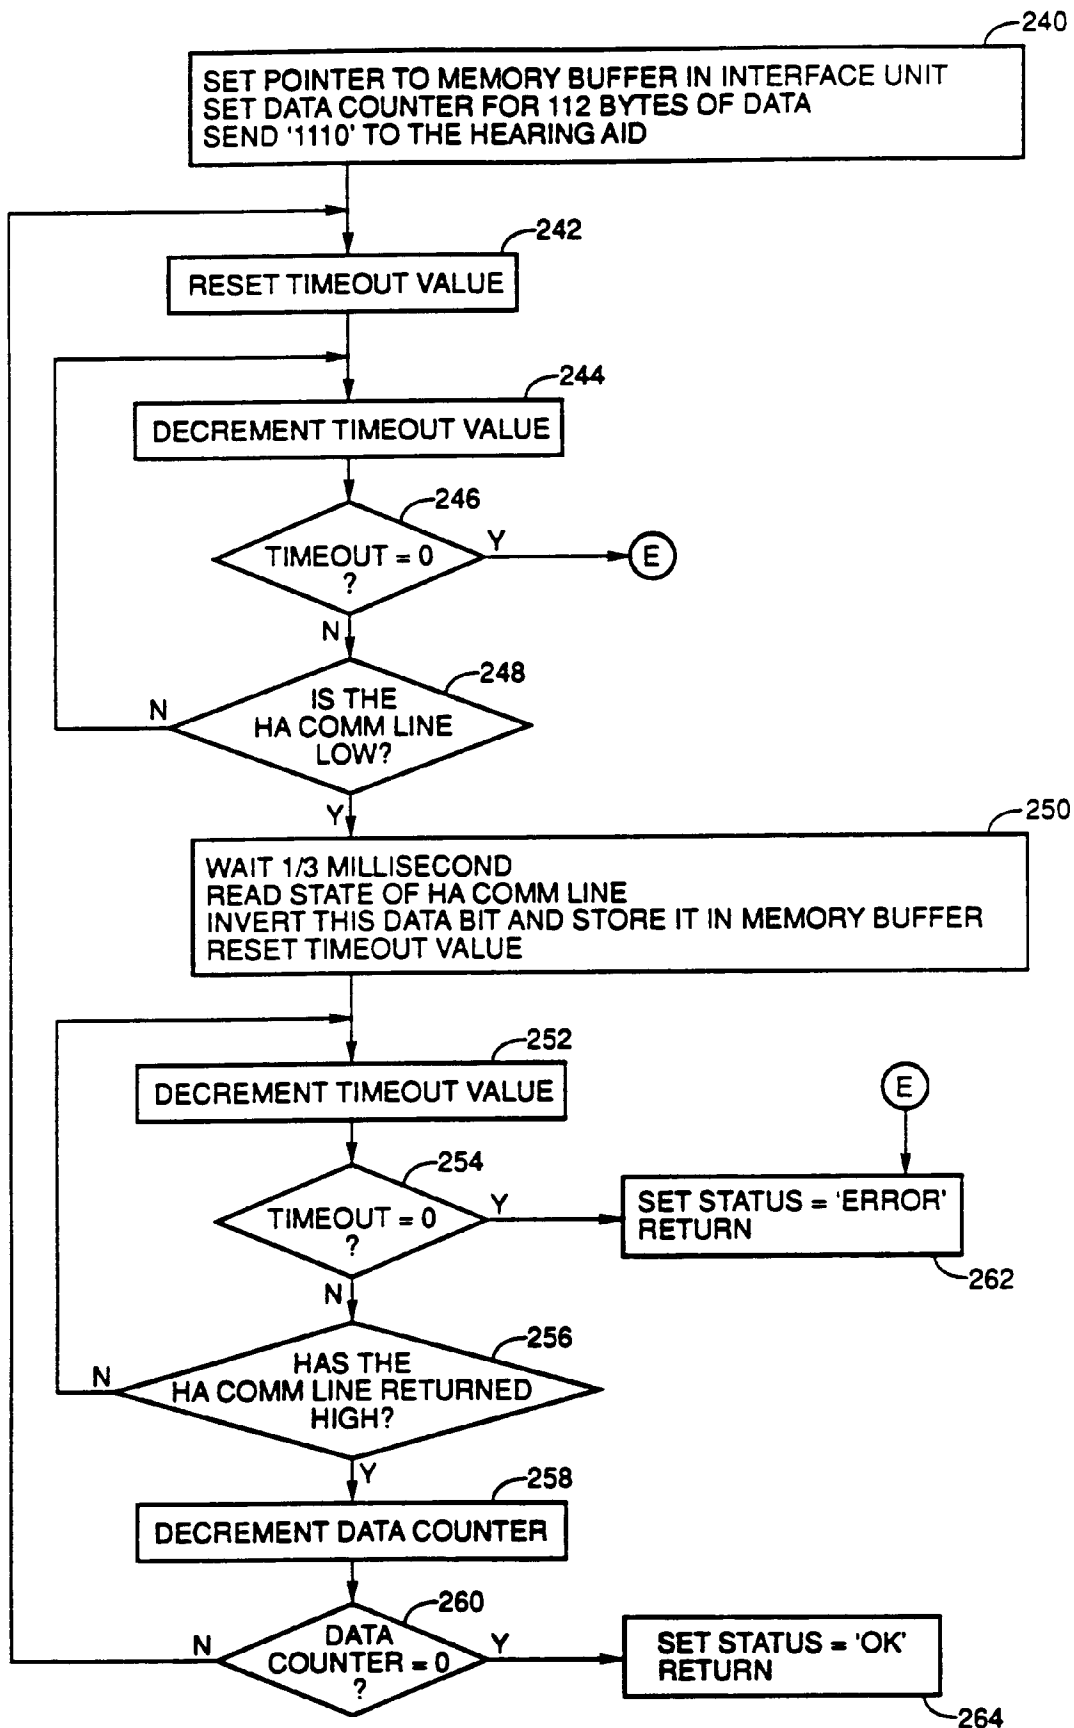 240
SET POINTER TO MEMORY BUFFER IN INTERFACE UNIT
SET DATA COUNTER FOR 112 BYTES OF DATA
SEND '1110' TO THE HEARING AID
242
RESET TIMEOUT VALUE
244
DECREMENT TIMEOUT VALUE
246
TIMEOUT = 0
?
Y
E
N
248
IS THE
HA COMM LINE
LOW?
N
Y
250
WAIT 1/3 MILLISECOND
READ STATE OF HA COMM LINE
INVERT THIS DATA BIT AND STORE IT IN MEMORY BUFFER
RESET TIMEOUT VALUE
252
DECREMENT TIMEOUT VALUE
E
254
TIMEOUT = 0
?
Y
SET STATUS = 'ERROR'
RETURN
262
N
256
HAS THE
HA COMM LINE RETURNED
HIGH?
N
Y
258
DECREMENT DATA COUNTER
260
DATA
COUNTER = 0
?
N
Y
SET STATUS = 'OK'
RETURN
264